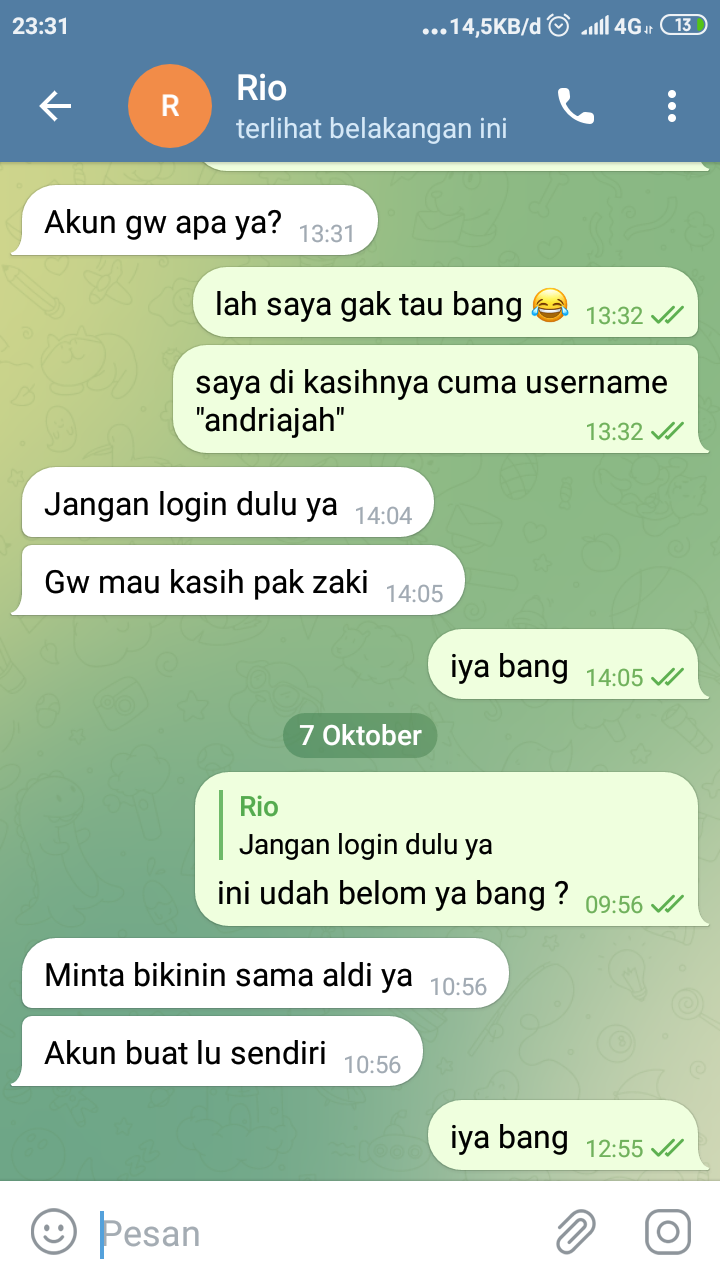 23:31
...14,5KB/d 4G 13
R
Rio
terlihat belakangan ini
Akun gw apa ya? 13:31
lah saya gak tau bang 😂 13:32
saya di kasihnya cuma username
"andriajah" 13:32
Jangan login dulu ya 14:04
Gw mau kasih pak zaki 14:05
iya bang 14:05
7 Oktober
Rio
Jangan login dulu ya
ini udah belom ya bang ? 09:56
Minta bikinin sama aldi ya 10:56
Akun buat lu sendiri 10:56
iya bang 12:55
Pesan